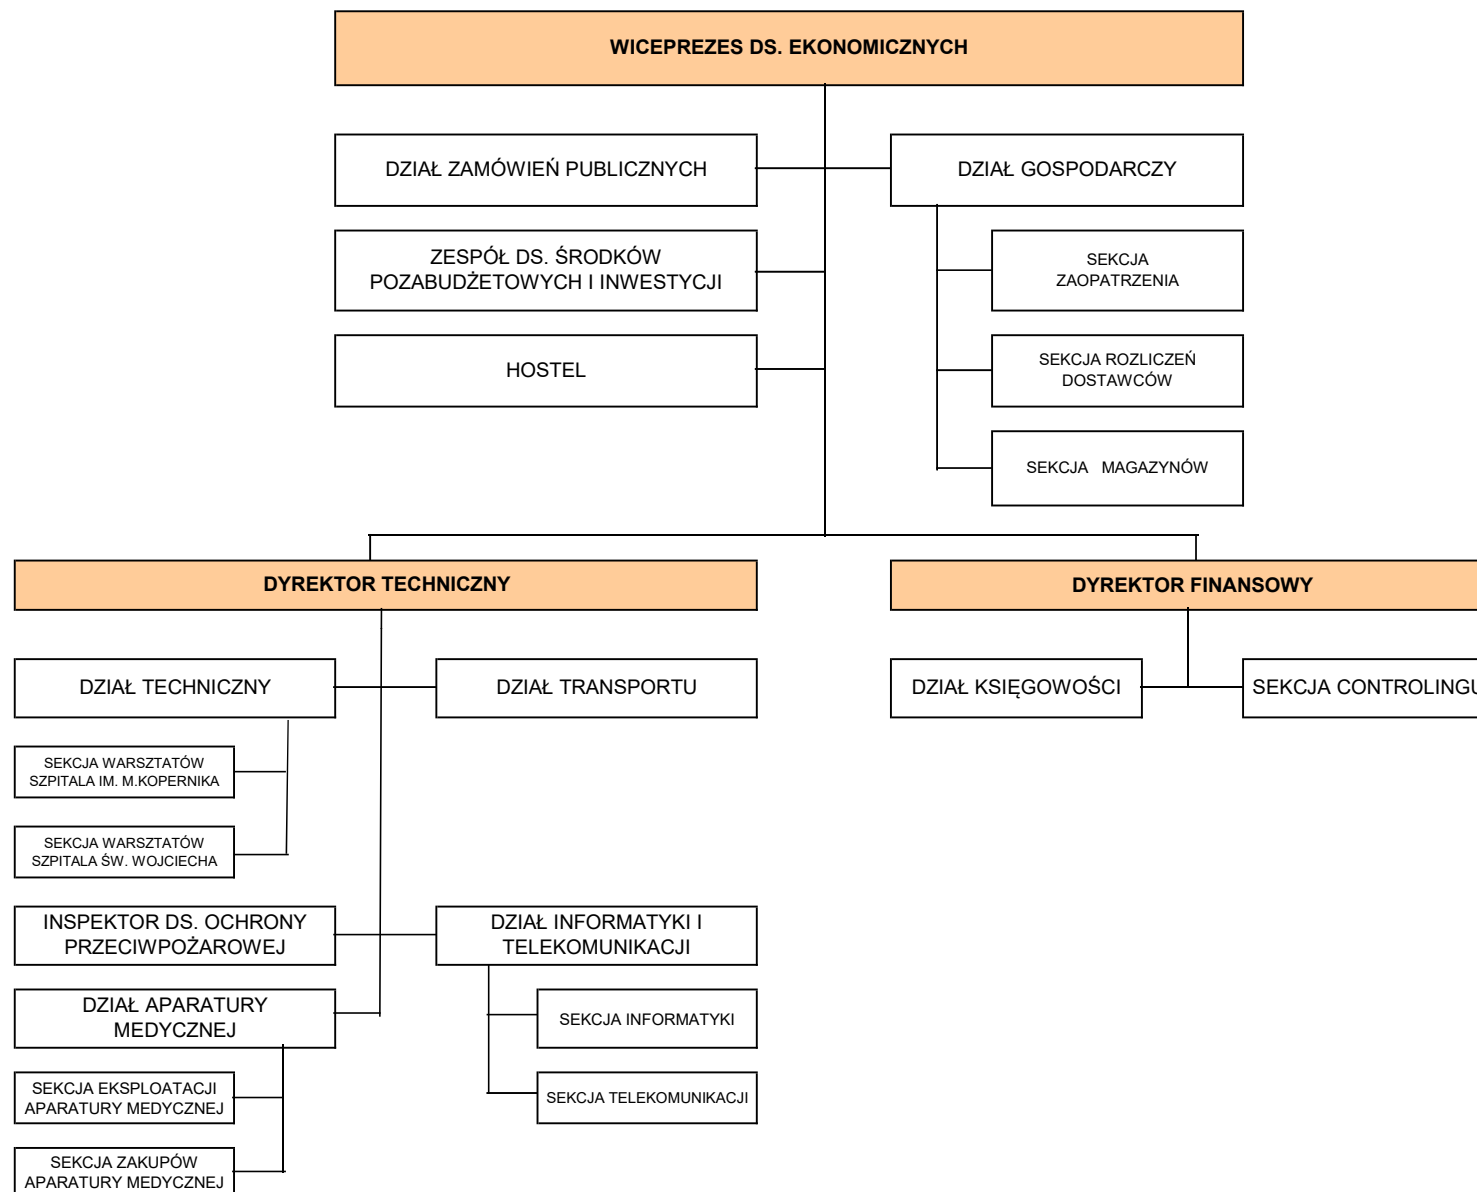 WICEPREZES DS. EKONOMICZNYCH
DZIAŁ ZAMÓWIEŃ PUBLICZNYCH
DZIAŁ GOSPODARCZY
ZESPÓŁ DS. ŚRODKÓW
POZABUDŻETOWYCH I INWESTYCJI
SEKCJA
ZAOPATRZENIA
HOSTEL
SEKCJA ROZLICZEŃ
DOSTAWCÓW
SEKCJA MAGAZYNÓW
DYREKTOR TECHNICZNY
DYREKTOR FINANSOWY
DZIAŁ TECHNICZNY
DZIAŁ TRANSPORTU
DZIAŁ KSIĘGOWOŚCI
SEKCJA CONTROLINGU
SEKCJA WARSZTATÓW
SZPITALA IM. M.KOPERNIKA
SEKCJA WARSZTATÓW
SZPITALA ŚW. WOJCIECHA
INSPEKTOR DS. OCHRONY
PRZECIWPOŻAROWEJ
DZIAŁ INFORMATYKI I
TELEKOMUNIKACJI
DZIAŁ APARATURY
MEDYCZNEJ
SEKCJA INFORMATYKI
SEKCJA EKSPLOATACJI
APARATURY MEDYCZNEJ
SEKCJA TELEKOMUNIKACJI
SEKCJA ZAKUPÓW
APARATURY MEDYCZNEJ